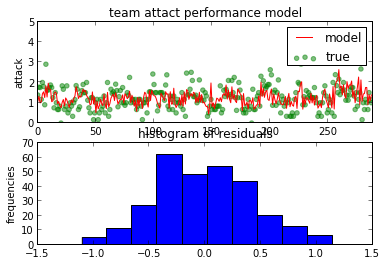 team attact performance model
5
4
3
2
1
0
attack
model
true
0 50 100 150 200 250
histogram of residuals
70
60
50
40
30
20
10
0
frequencies
-1.5 -1.0 -0.5 0.0 0.5 1.0 1.5